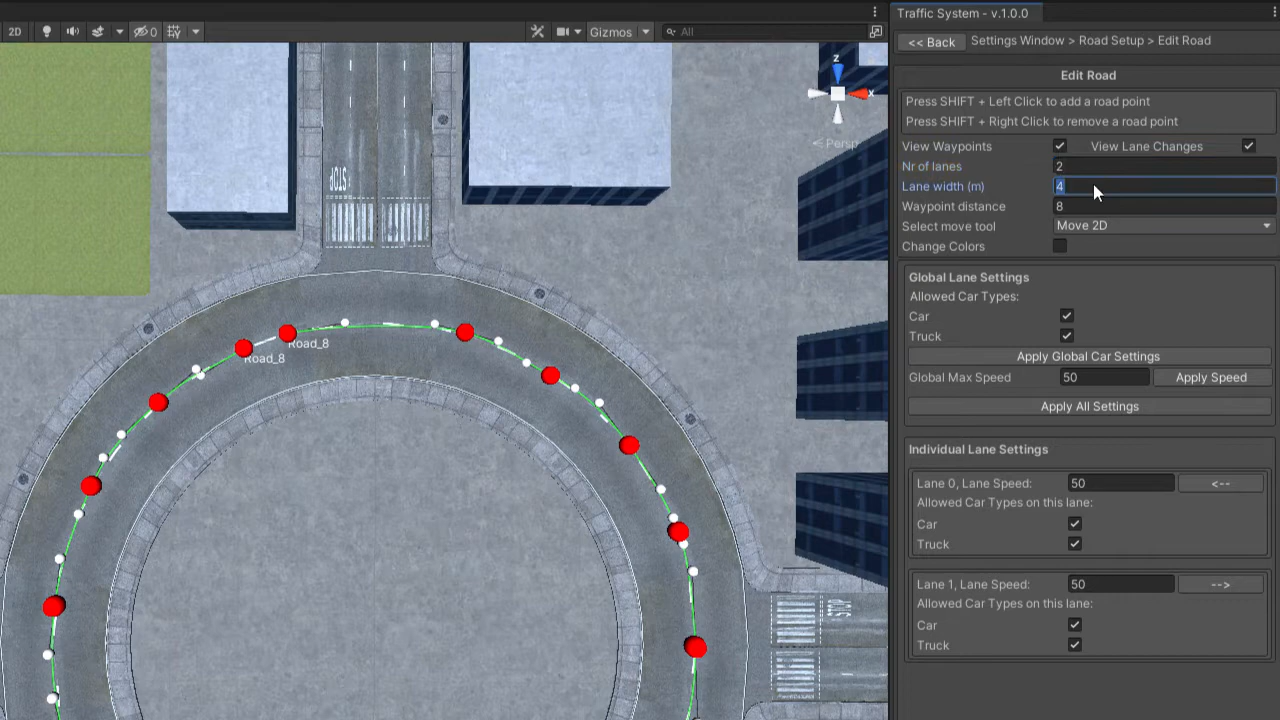 Traffic System - v.1.0.0
2D
0
Gizmos
All
<< Back
Settings Window > Road Setup > Edit Road
Edit Road
Press SHIFT + Left Click to add a road point
Press SHIFT + Right Click to remove a road point
View Waypoints
View Lane Changes
Nr of lanes
2
Lane width (m)
4
Waypoint distance
8
Select move tool
Move 2D
Change Colors
Global Lane Settings
Allowed Car Types:
Car
Truck
Apply Global Car Settings
Global Max Speed
50
Apply Speed
Apply All Settings
Individual Lane Settings
Lane 0, Lane Speed:
50
<--
Allowed Car Types on this lane:
Car
Truck
Lane 1, Lane Speed:
50
-->
Allowed Car Types on this lane:
Car
Truck
z
x
< Persp
STOP
Road_8
Road_8